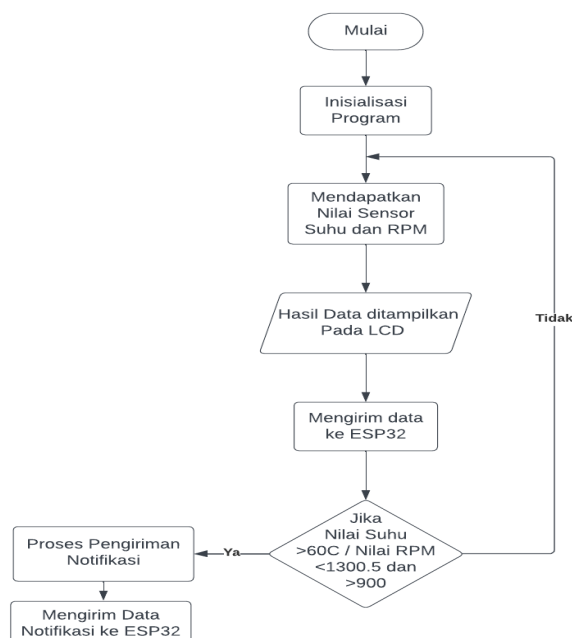 Mulai
Inisialisasi
Program
Mendapatkan
Nilai Sensor
Suhu dan RPM
Hasil Data ditampilkan
Pada LCD
Tidak
Mengirim data
ke ESP32
Jika
Nilai Suhu
>60C / Nilai RPM
<1300.5 dan
>900
Ya
Proses Pengiriman
Notifikasi
Mengirim Data
Notifikasi ke ESP32